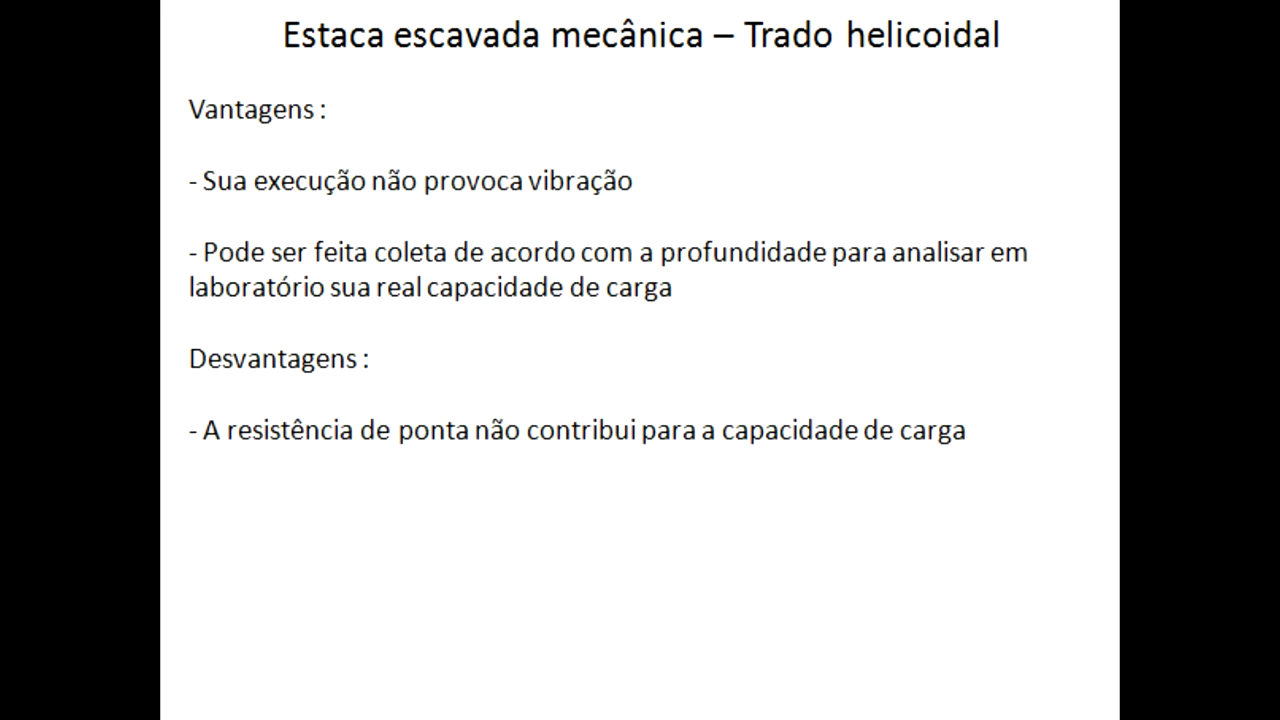 Estaca escavada mecânica – Trado helicoidal
Vantagens :
- Sua execução não provoca vibração
- Pode ser feita coleta de acordo com a profundidade para analisar em
laboratório sua real capacidade de carga
Desvantagens :
- A resistência de ponta não contribui para a capacidade de carga